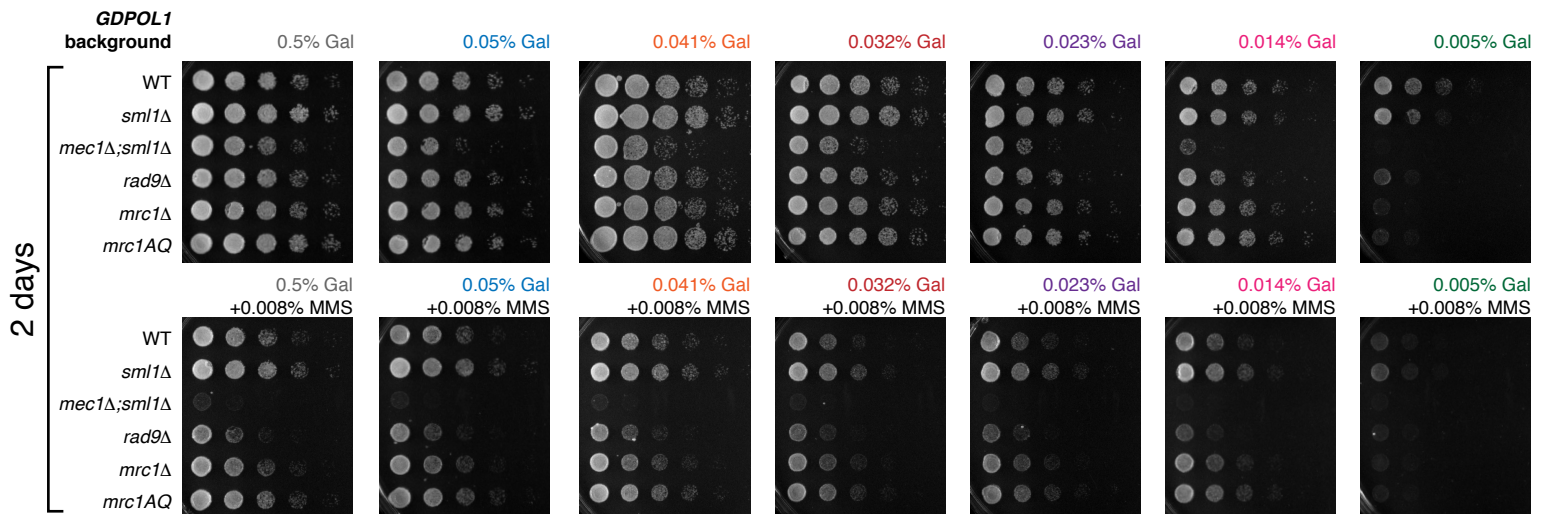 GDPOL1
background
0.5% Gal
0.05% Gal
0.041% Gal
0.032% Gal
0.023% Gal
0.014% Gal
0.005% Gal
2 days
WT
sml1Δ
mec1Δ;sml1Δ
rad9Δ
mrc1Δ
mrc1AQ
0.5% Gal
+0.008% MMS
0.05% Gal
+0.008% MMS
0.041% Gal
+0.008% MMS
0.032% Gal
+0.008% MMS
0.023% Gal
+0.008% MMS
0.014% Gal
+0.008% MMS
0.005% Gal
+0.008% MMS
WT
sml1Δ
mec1Δ;sml1Δ
rad9Δ
mrc1Δ
mrc1AQ